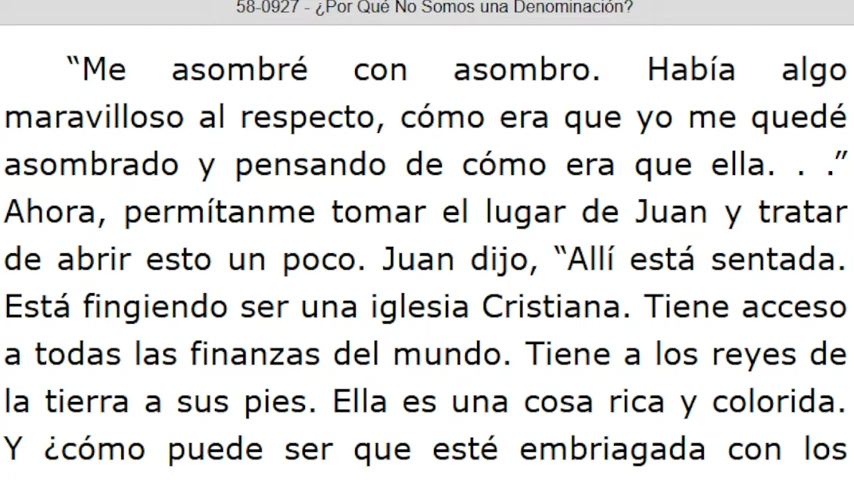 58-0927 - ¿Por Qué No Somos una Denominación?
“Me asombré con asombro. Había algo
maravilloso al respecto, cómo era que yo me quedé
asombrado y pensando de cómo era que ella. . .”
Ahora, permítanme tomar el lugar de Juan y tratar
de abrir esto un poco. Juan dijo, “Allí está sentada.
Está fingiendo ser una iglesia Cristiana. Tiene acceso
a todas las finanzas del mundo. Tiene a los reyes de
la tierra a sus pies. Ella es una cosa rica y colorida.
Y ¿cómo puede ser que esté embriagada con los